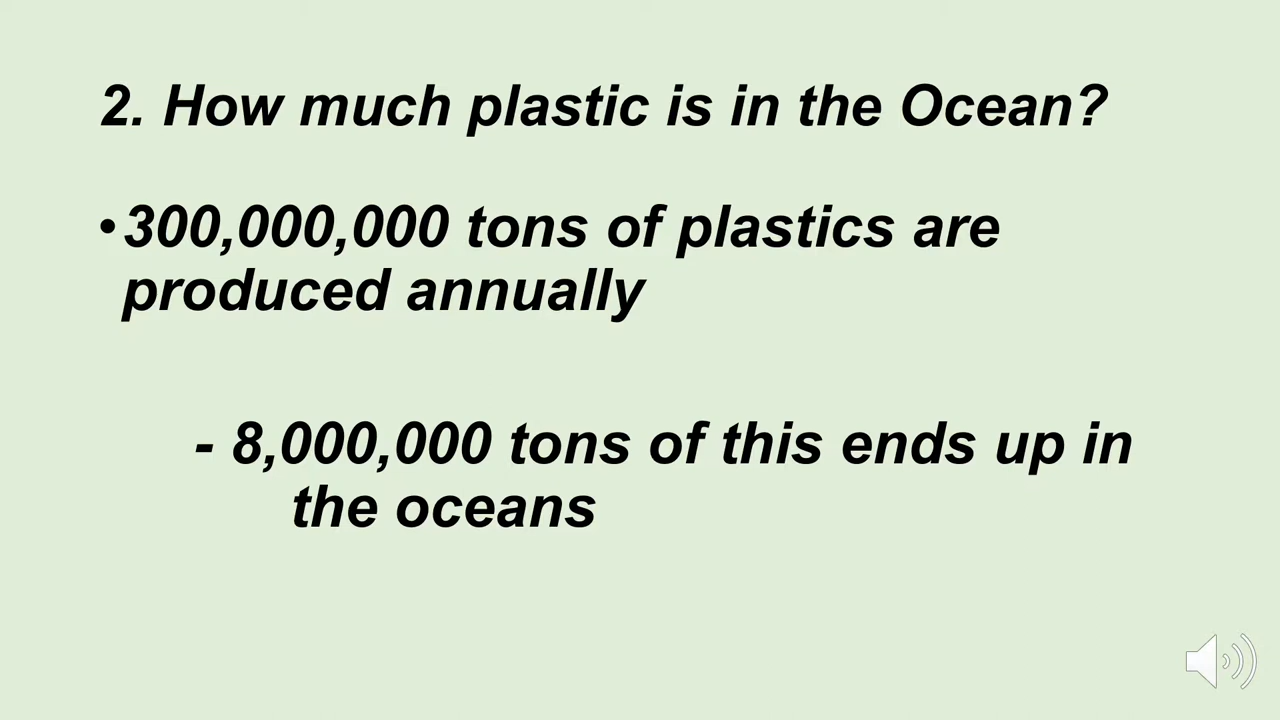 2. How much plastic is in the Ocean?
•300,000,000 tons of plastics are
produced annually
- 8,000,000 tons of this ends up in
the oceans